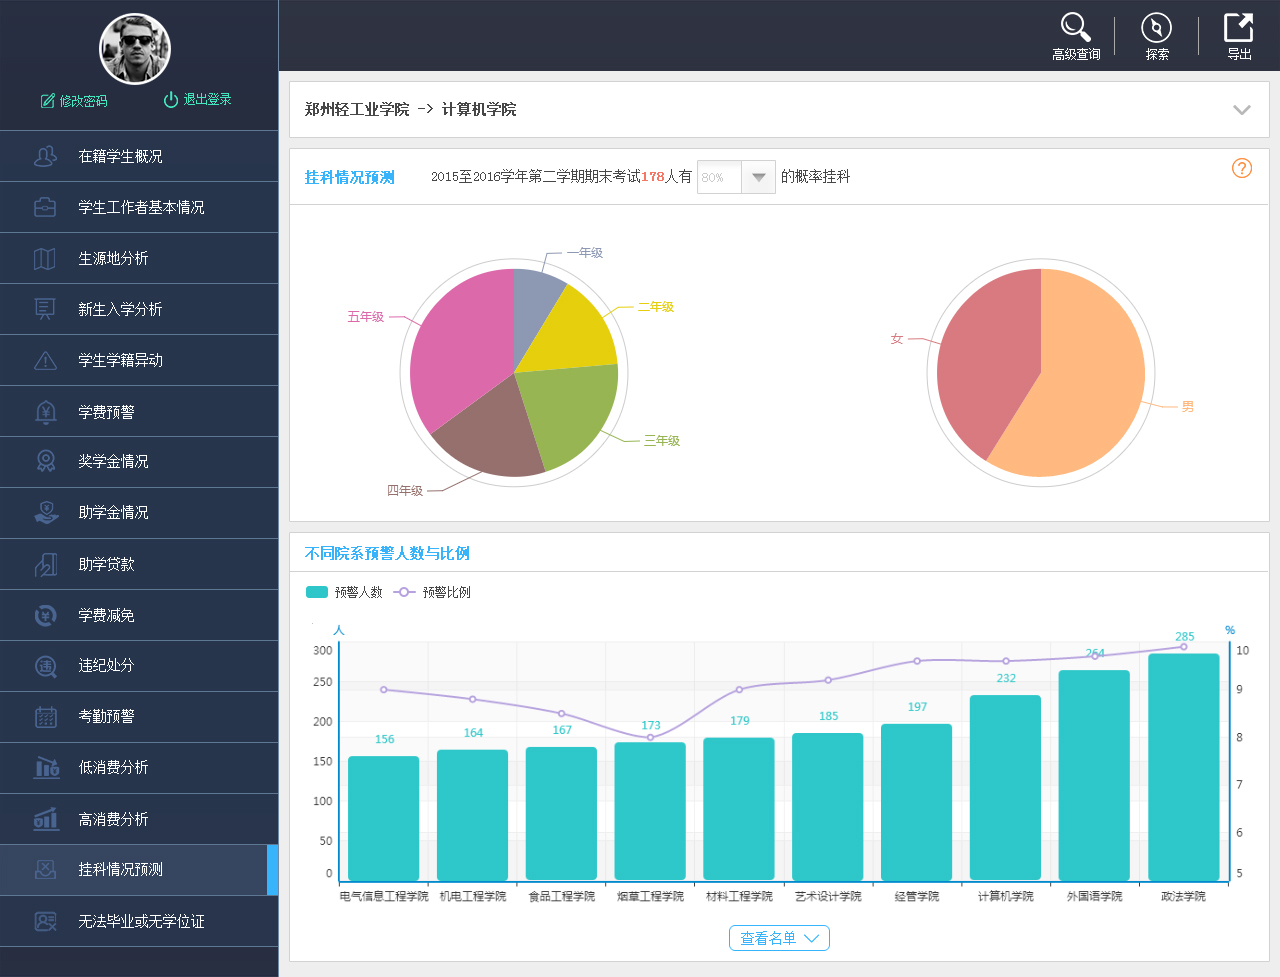 高级查询 探索 导出
修改密码 退出登录
在籍学生概况
学生工作者基本情况
生源地分析
新生入学分析
学生学籍异动
学费预警
奖学金情况
助学金情况
助学贷款
学费减免
违纪处分
考勤预警
低消费分析
高消费分析
挂科情况预测
无法毕业或无学位证
郑州轻工业学院 -> 计算机学院
挂科情况预测 2015至2016学年第二学期期末考试178人有 80% 的概率挂科
一年级
二年级
五年级
三年级
四年级
女
男
不同院系预警人数与比例
预警人数 预警比例
人 %
300
250
200
150
100
50
0
10
9
8
7
6
5
156 164 167 173 179 185 197 232 264 285
电气信息工程学院 机电工程学院 食品工程学院 烟草工程学院 材料工程学院 艺术设计学院 经管学院 计算机学院 外国语学院 政法学院
查看名单